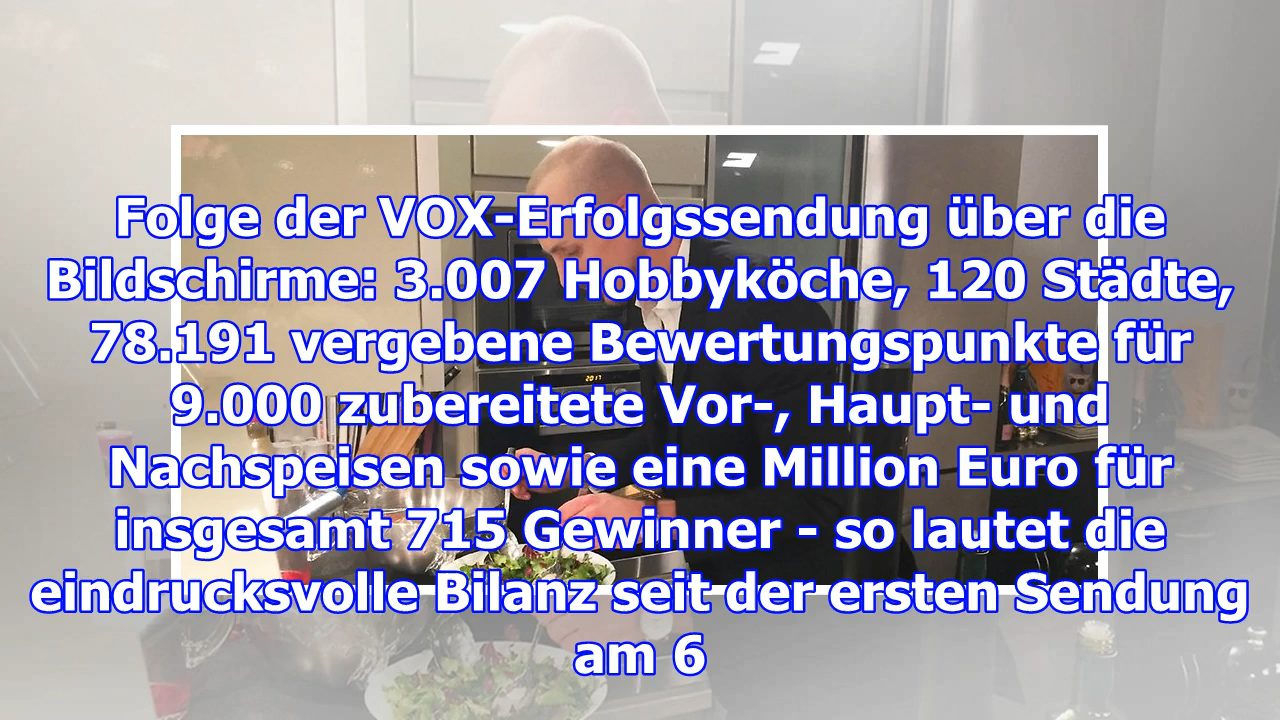 Folge der VOX-Erfolgssendung über die
Bildschirme: 3.007 Hobbyköche, 120 Städte,
78.191 vergebene Bewertungspunkte für
9.000 zubereitete Vor-, Haupt- und
Nachspeisen sowie eine Million Euro für
insgesamt 715 Gewinner - so lautet die
eindrucksvolle Bilanz seit der ersten Sendung
am 6
20:17